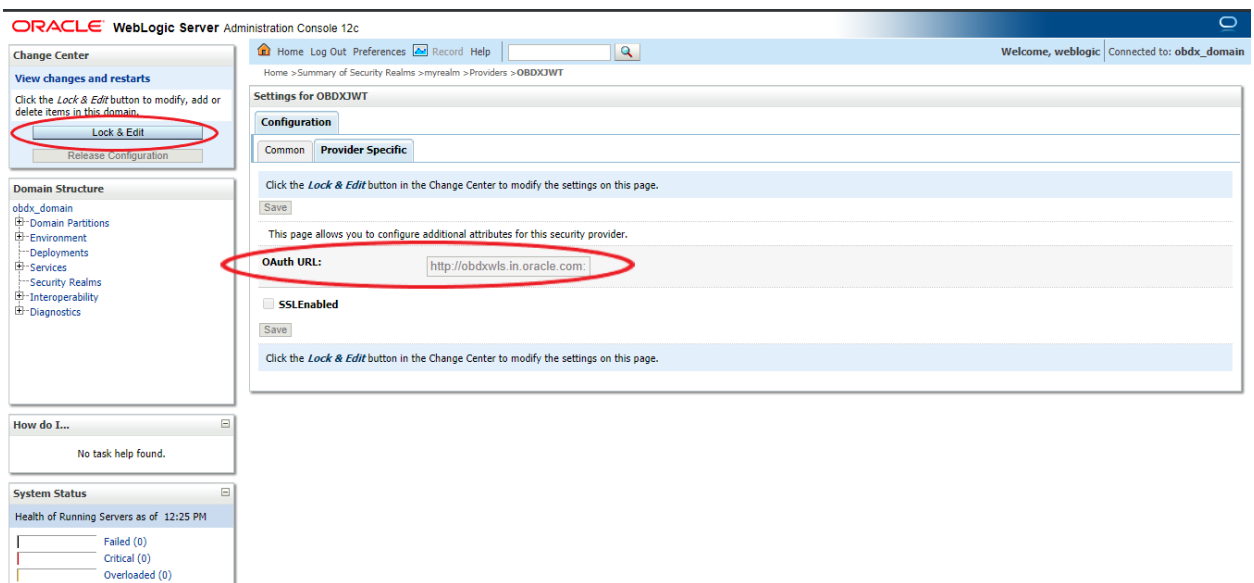 ORACLE WebLogic Server Administration Console 12c
Change Center
View changes and restarts
Click the Lock & Edit button to modify, add or
delete items in this domain.
Lock & Edit
Release Configuration
Domain Structure
obdx_domain
Domain Partitions
Environment
Deployments
Services
Security Realms
Interoperability
Diagnostics
How do I...
No task help found.
System Status
Health of Running Servers as of 12:25 PM
Failed (0)
Critical (0)
Overloaded (0)
Home Log Out Preferences Record Help
Welcome, weblogic Connected to: obdx_domain
Home >Summary of Security Realms >myrealm >Providers >OBDXJWT
Settings for OBDXJWT
Configuration
Common Provider Specific
Click the Lock & Edit button in the Change Center to modify the settings on this page.
Save
This page allows you to configure additional attributes for this security provider.
OAuth URL: http://obdxwls.in.oracle.com:
SSLEnabled
Save
Click the Lock & Edit button in the Change Center to modify the settings on this page.